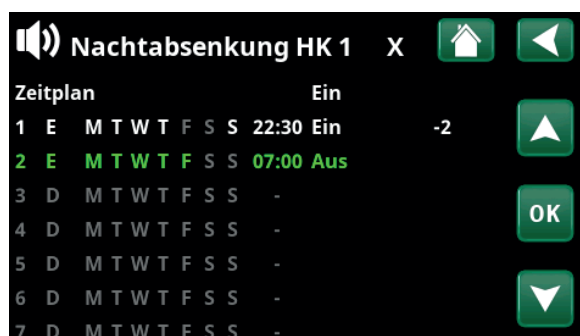 Nachtabsenkung HK 1 X
Zeitplan Ein
1 E M T W T F S S 22:30 Ein -2
2 E M T W T F S S 07:00 Aus
3 D M T W T F S S -
4 D M T W T F S S -
OK
5 D M T W T F S S -
6 D M T W T F S S -
7 D M T W T F S S -